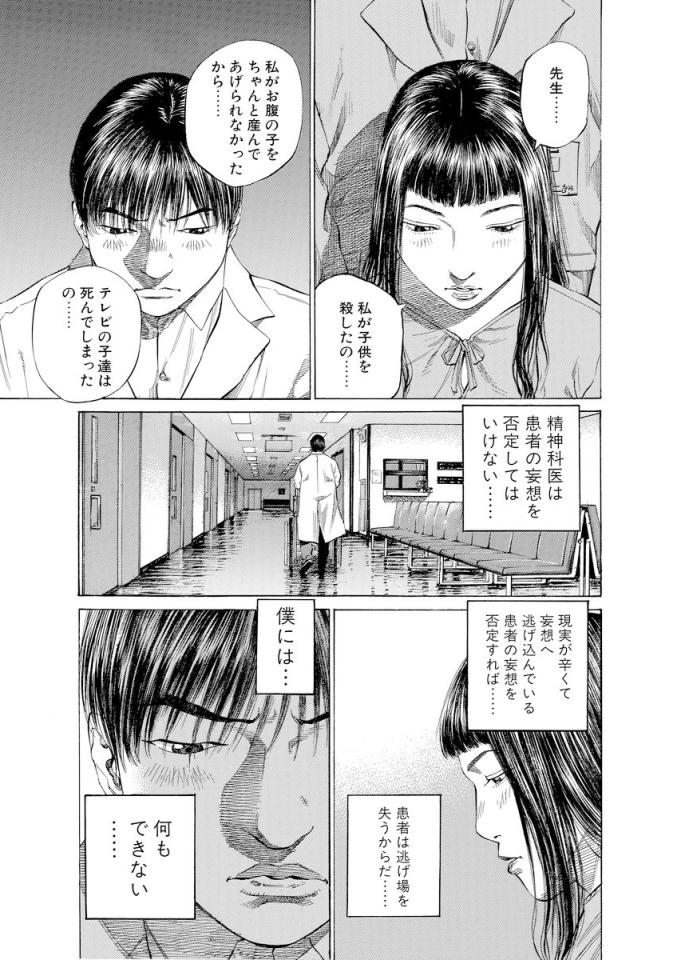 先生……
私が子供を
殺したの……
私がお腹の子を
ちゃんと産んで
あげられなかった
から……
テレビの子達は
死んでしまった
の……
精神科医は
患者の妄想を
否定しては
いけない……
現実が辛くて
妄想へ
逃げ込んでいる
患者の妄想を
否定すれば……
患者は逃げ場を
失うからだ……
僕には…
何も
できない
……